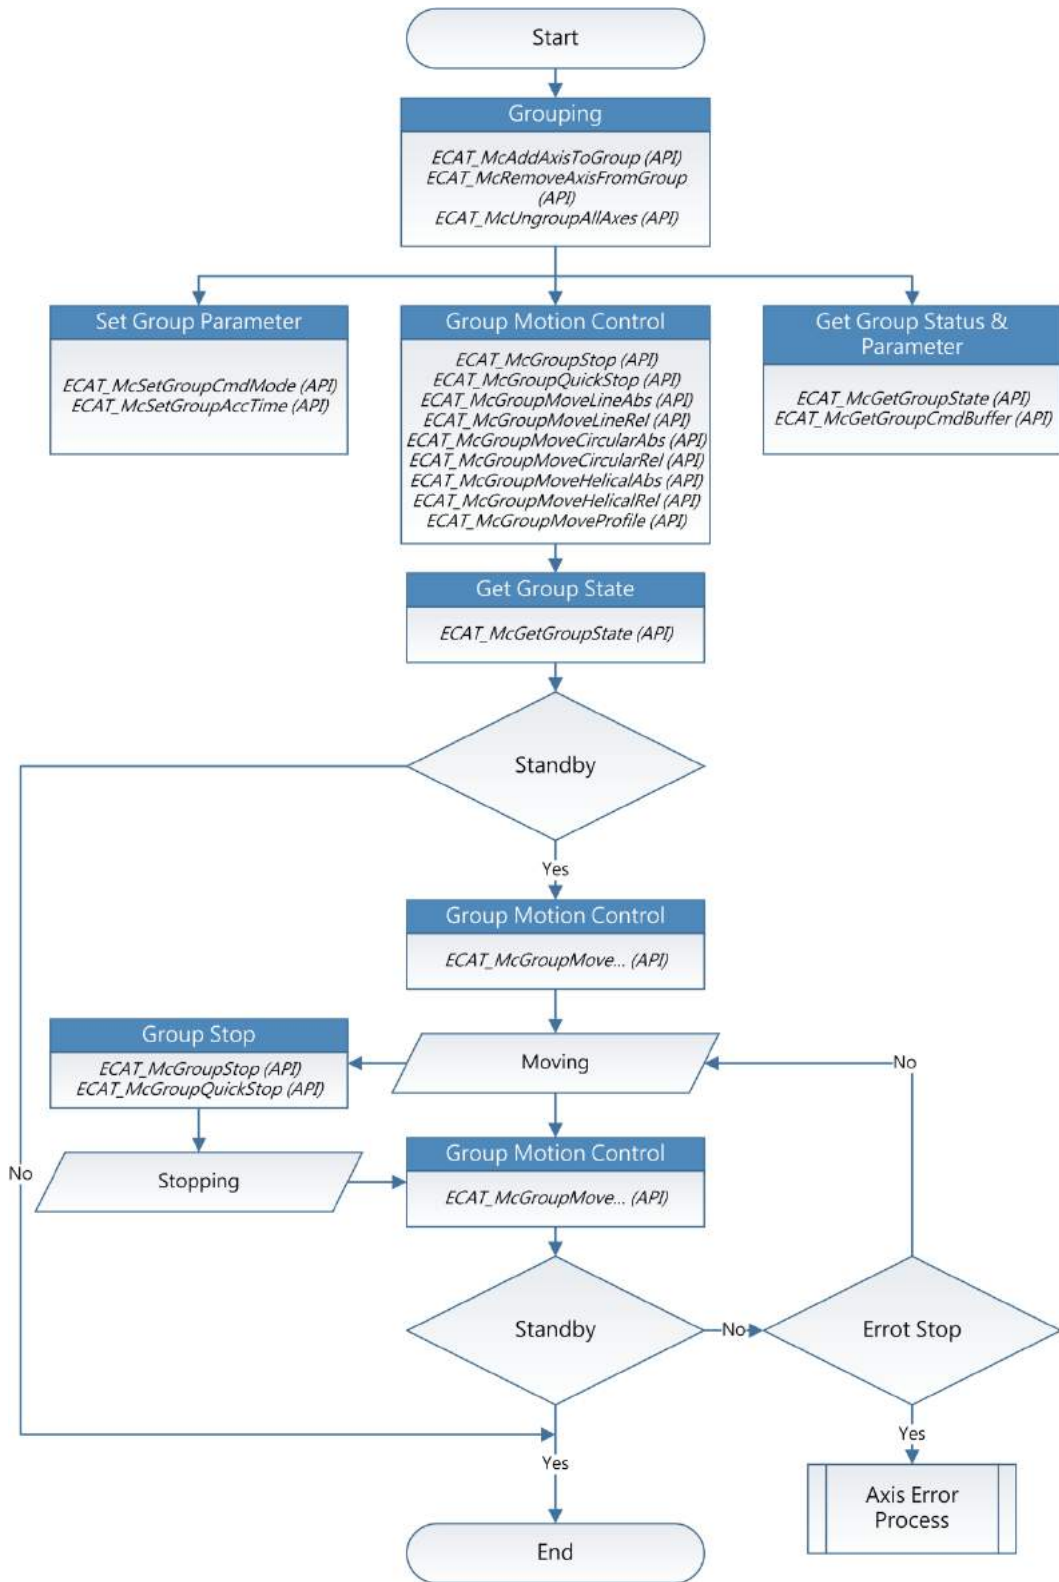 Start
Grouping
ECAT_McAddAxisToGroup (API)
ECAT_McRemoveAxisFromGroup
(API)
ECAT_McUngroupAllAxes (API)
Set Group Parameter
ECAT_McSetGroupCmdMode (API)
ECAT_McSetGroupAccTime (API)
Group Motion Control
ECAT_McGroupStop (API)
ECAT_McGroupQuickStop (API)
ECAT_McGroupMoveLineAbs (API)
ECAT_McGroupMoveLineRel (API)
ECAT_McGroupMoveCircularAbs (API)
ECAT_McGroupMoveCircularRel (API)
ECAT_McGroupMoveHelicalAbs (API)
ECAT_McGroupMoveHelicalRel (API)
ECAT_McGroupMoveProfile (API)
Get Group Status &
Parameter
ECAT_McGetGroupState (API)
ECAT_McGetGroupCmdBuffer (API)
Get Group State
ECAT_McGetGroupState (API)
Standby
Yes
Group Motion Control
ECAT_McGroupMove... (API)
Group Stop
ECAT_McGroupStop (API)
ECAT_McGroupQuickStop (API)
Moving
No
No
Stopping
Group Motion Control
ECAT_McGroupMove... (API)
Standby
No
Errot Stop
Yes
Yes
Axis Error
Process
End